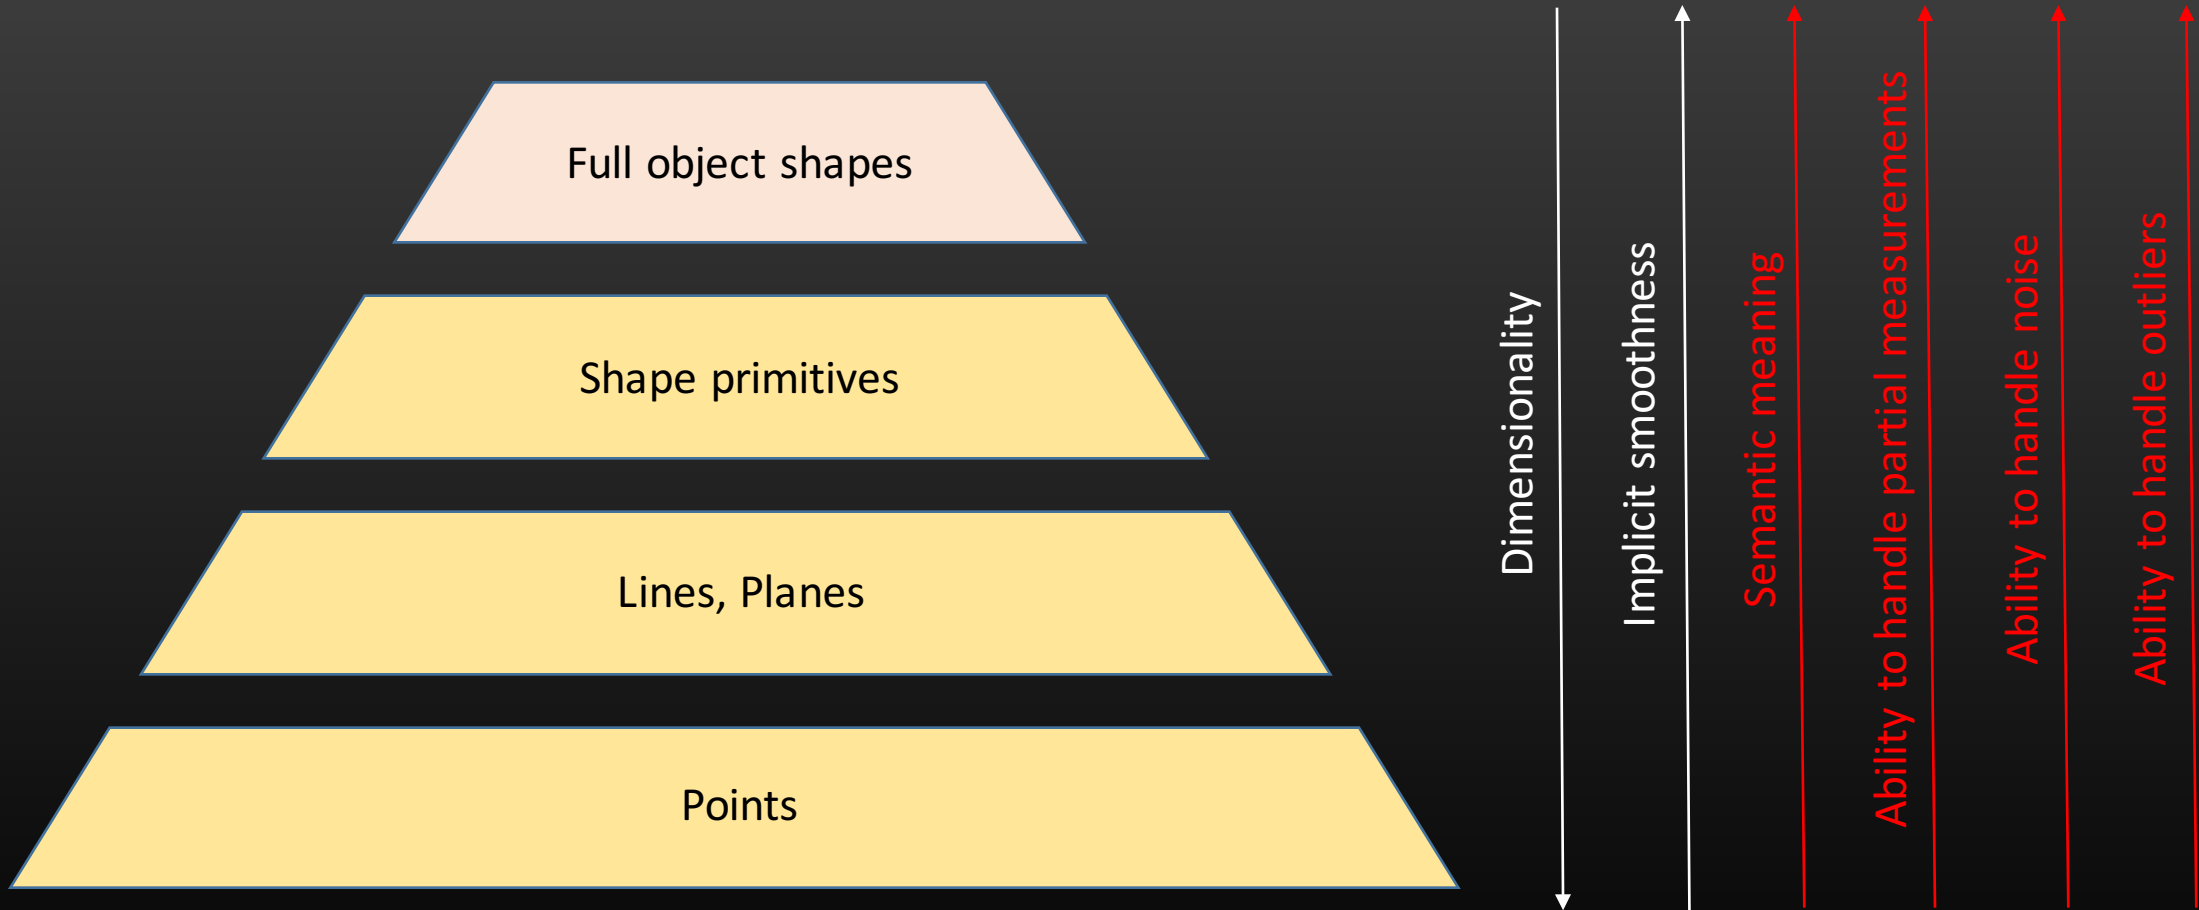 Full object shapes
Shape primitives
Lines, Planes
Points
Dimensionality
Implicit smoothness
Semantic meaning
Ability to handle partial measurements
Ability to handle noise
Ability to handle outliers